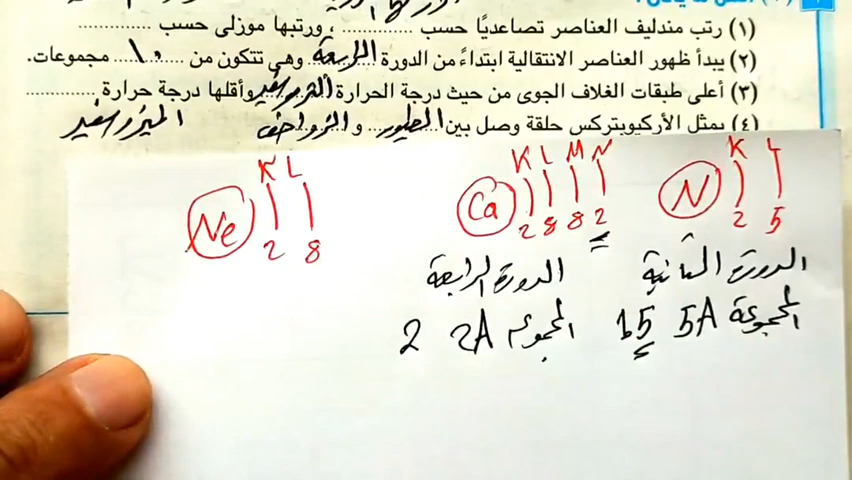 (١) رتب مندليف العناصر تصاعديًا حسب .............. ، ورتبها موزلى حسب ..............
(٢) يبدأ ظهور العناصر الانتقالية ابتداءً من الدورة الرابعة وهي تتكون من ١٠ مجموعات.
(٣) أعلى طبقات الغلاف الجوى من حيث درجة الحرارة الثرموسفير وأقلها درجة حرارة ..............
الميزوسفير
(٤) يمثل الأركيوبتركس حلقة وصل بين الطيور و الزواحف
K L
Ne
2 8
K L M N
Ca
2 8 8 2
K L
N
2 5
الدورة الثانية
المجموعة 5A 15
الدورة الرابعة
المجموعة 2A 2